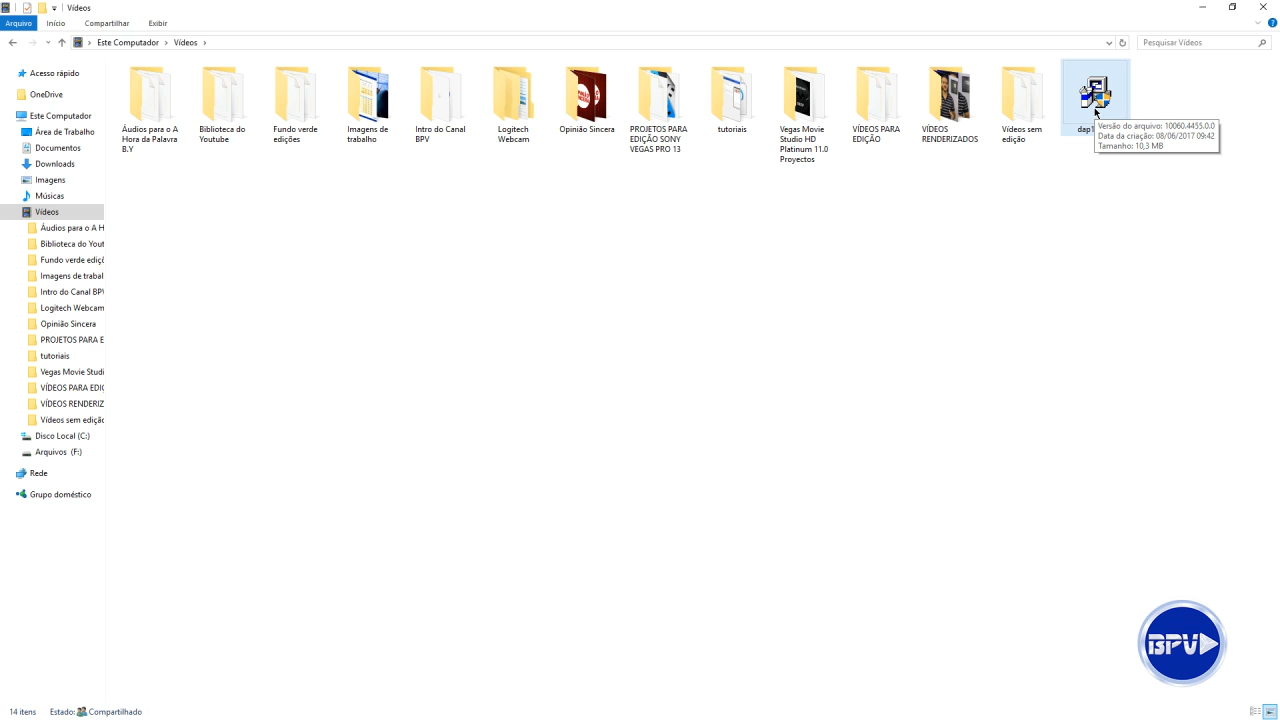 Vídeos
Arquivo Início Compartilhar Exibir
Este Computador Vídeos
Pesquisar Vídeos
Acesso rápido
OneDrive
Este Computador
Área de Trabalho
Documentos
Downloads
Imagens
Músicas
Vídeos
Áudios para o A H
Biblioteca do Yout
Fundo verde ediçõ
Imagens de trabal
Intro do Canal BPV
Logitech Webcam
Opinião Sincera
PROJETOS PARA E
tutoriais
Vegas Movie Studi
VÍDEOS PARA EDIÇ
VÍDEOS RENDERIZ
Vídeos sem edição
Disco Local (C:)
Arquivos (F:)
Rede
Grupo doméstico
Áudios para o A
Hora da Palavra
B.Y
Biblioteca do
Youtube
Fundo verde
edições
Imagens de
trabalho
Intro do Canal
BPV
Logitech
Webcam
Opinião Sincera
PROJETOS PARA
EDIÇÃO SONY
VEGAS PRO 13
tutoriais
Vegas Movie
Studio HD
Platinum 11.0
Proyectos
VÍDEOS PARA
EDIÇÃO
VÍDEOS
RENDERIZADOS
Vídeos sem
edição
Versão do arquivo: 10060.4455.0.0
Data da criação: 08/06/2017 09:42
Tamanho: 10,3 MB
BPV
14 itens Estado: Compartilhado